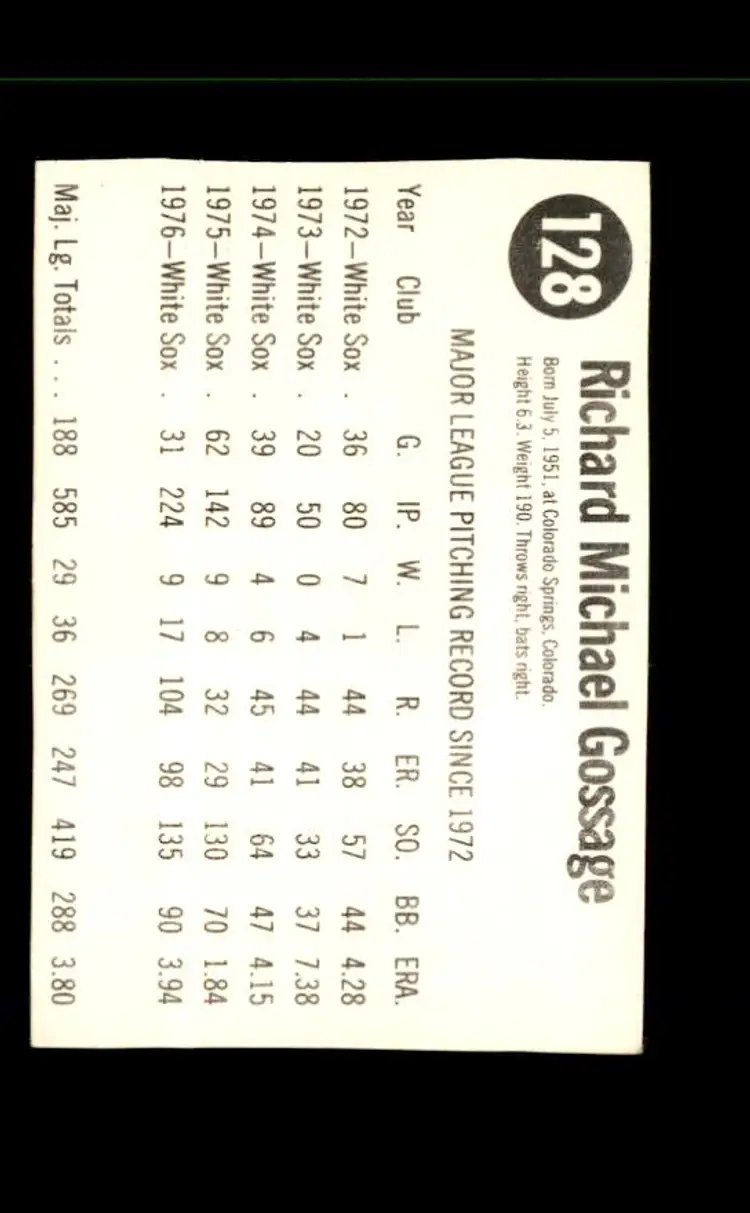 128
Richard Michael Gossage
Born July 5, 1951, at Colorado Springs, Colorado.
Height 6.3. Weight 190. Throws right, bats right.
MAJOR LEAGUE PITCHING RECORD SINCE 1972
Year Club G. IP. W. L. R. ER. SO. BB. ERA.
1972—White Sox . 36 80 7 1 44 38 57 44 4.28
1973—White Sox . 20 50 0 4 44 41 33 37 7.38
1974—White Sox . 39 89 4 6 45 41 64 47 4.15
1975—White Sox . 62 142 9 8 32 29 130 70 1.84
1976—White Sox . 31 224 9 17 104 98 135 90 3.94
Maj. Lg. Totals . . . 188 585 29 36 269 247 419 288 3.80